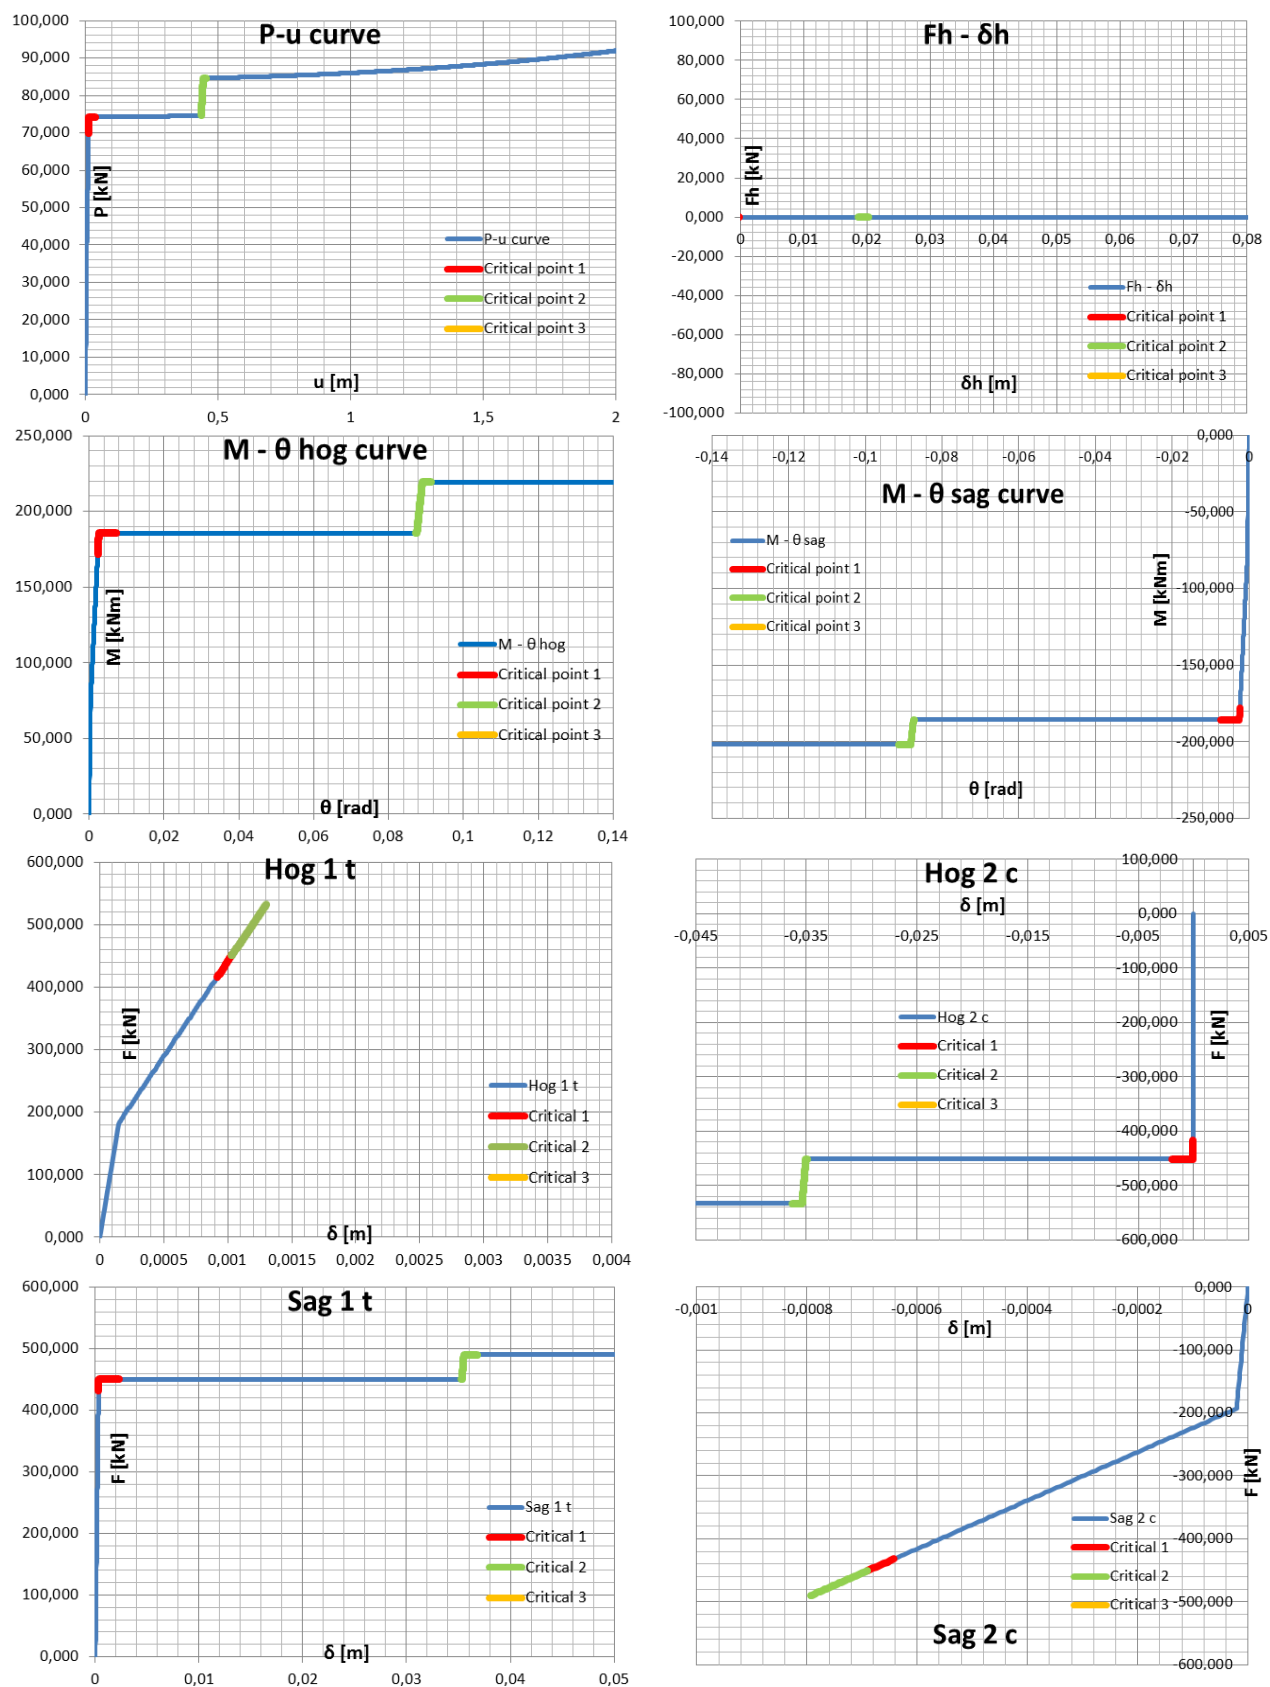 P-u curve
100,000
90,000
80,000
70,000
60,000
50,000
40,000
30,000
20,000
10,000
0,000
P [kN]
P-u curve
Critical point 1
Critical point 2
Critical point 3
u [m]
0
0,5
1
1,5
2
Fh - δh
100,000
80,000
60,000
40,000
20,000
0,000
-20,000
-40,000
-60,000
-80,000
-100,000
Fh [kN]
0
0,01
0,02
0,03
0,04
0,05
0,06
0,07
0,08
Fh - δh
Critical point 1
Critical point 2
Critical point 3
δh [m]
M - θ hog curve
250,000
200,000
150,000
100,000
50,000
0,000
M [kNm]
M - θ hog
Critical point 1
Critical point 2
Critical point 3
θ [rad]
0
0,02
0,04
0,06
0,08
0,1
0,12
0,14
-0,14
-0,12
-0,1
-0,08
-0,06
-0,04
-0,02
0
M - θ sag curve
0,000
-50,000
-100,000
-150,000
-200,000
-250,000
M [kNm]
M - θ sag
Critical point 1
Critical point 2
Critical point 3
θ [rad]
Hog 1 t
600,000
500,000
400,000
300,000
200,000
100,000
0,000
F [kN]
Hog 1 t
Critical 1
Critical 2
Critical 3
δ [m]
0
0,0005
0,001
0,0015
0,002
0,0025
0,003
0,0035
0,004
Hog 2 c
δ [m]
-0,045
-0,035
-0,025
-0,015
-0,005
0,005
100,000
0,000
-100,000
-200,000
-300,000
-400,000
-500,000
-600,000
F [kN]
Hog 2 c
Critical 1
Critical 2
Critical 3
Sag 1 t
600,000
500,000
400,000
300,000
200,000
100,000
0,000
F [kN]
Sag 1 t
Critical 1
Critical 2
Critical 3
δ [m]
0
0,01
0,02
0,03
0,04
0,05
-0,001
-0,0008
-0,0006
-0,0004
-0,0002
0
δ [m]
0,000
-100,000
-200,000
-300,000
-400,000
-500,000
-600,000
F [kN]
Sag 2 c
Critical 1
Critical 2
Critical 3
Sag 2 c